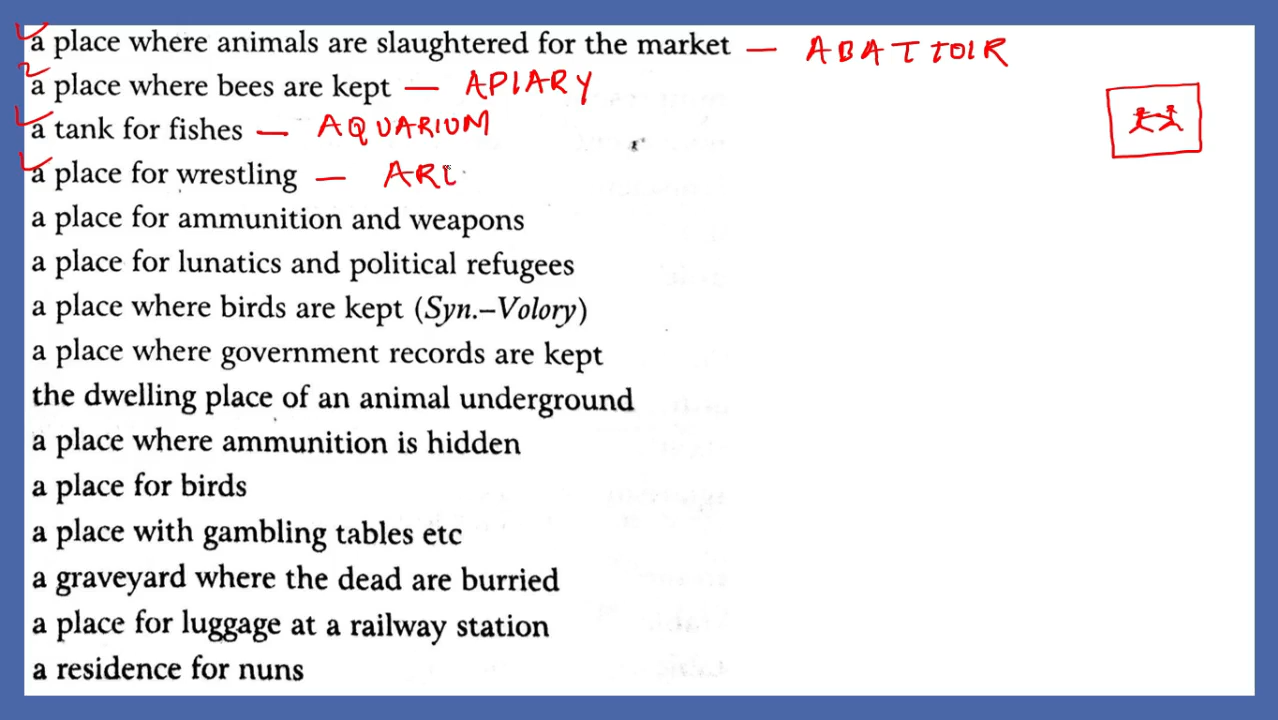 a place where animals are slaughtered for the market — ABATTOIR
a place where bees are kept — APIARY
a tank for fishes — AQUARIUM
a place for wrestling — ARE
a place for ammunition and weapons
a place for lunatics and political refugees
a place where birds are kept (Syn.–Volory)
a place where government records are kept
the dwelling place of an animal underground
a place where ammunition is hidden
a place for birds
a place with gambling tables etc
a graveyard where the dead are burried
a place for luggage at a railway station
a residence for nuns